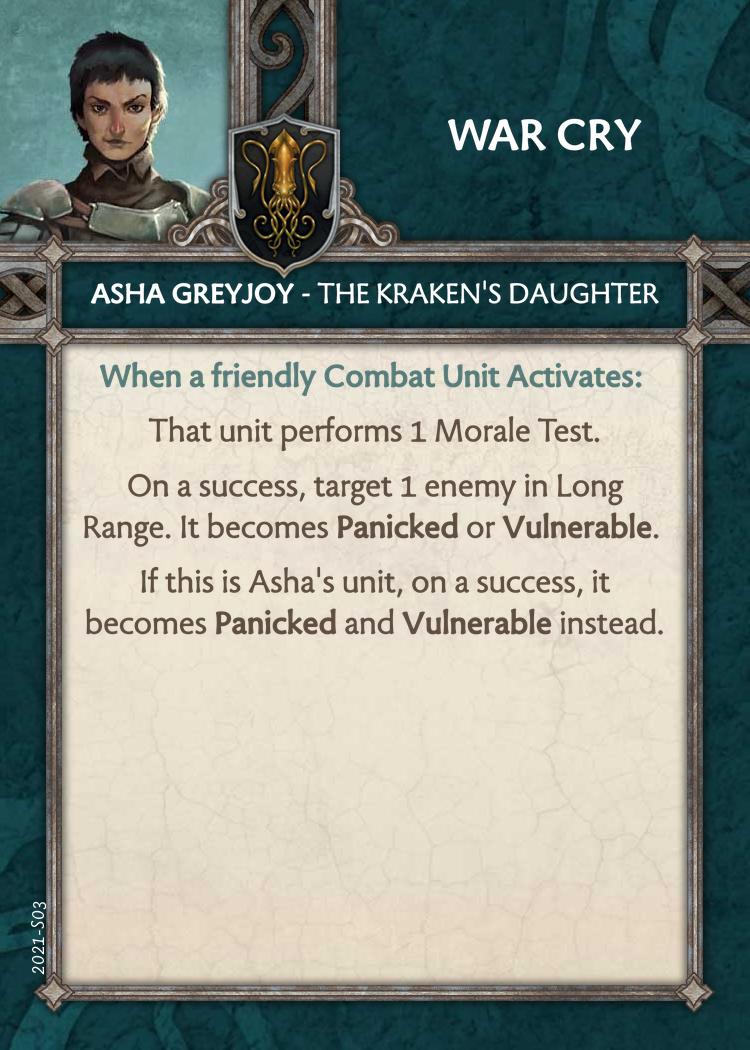 WAR CRY
ASHA GREYJOY - THE KRAKEN'S DAUGHTER
When a friendly Combat Unit Activates:
That unit performs 1 Morale Test.
On a success, target 1 enemy in Long
Range. It becomes Panicked or Vulnerable.
If this is Asha's unit, on a success, it
becomes Panicked and Vulnerable instead.
2021-S03